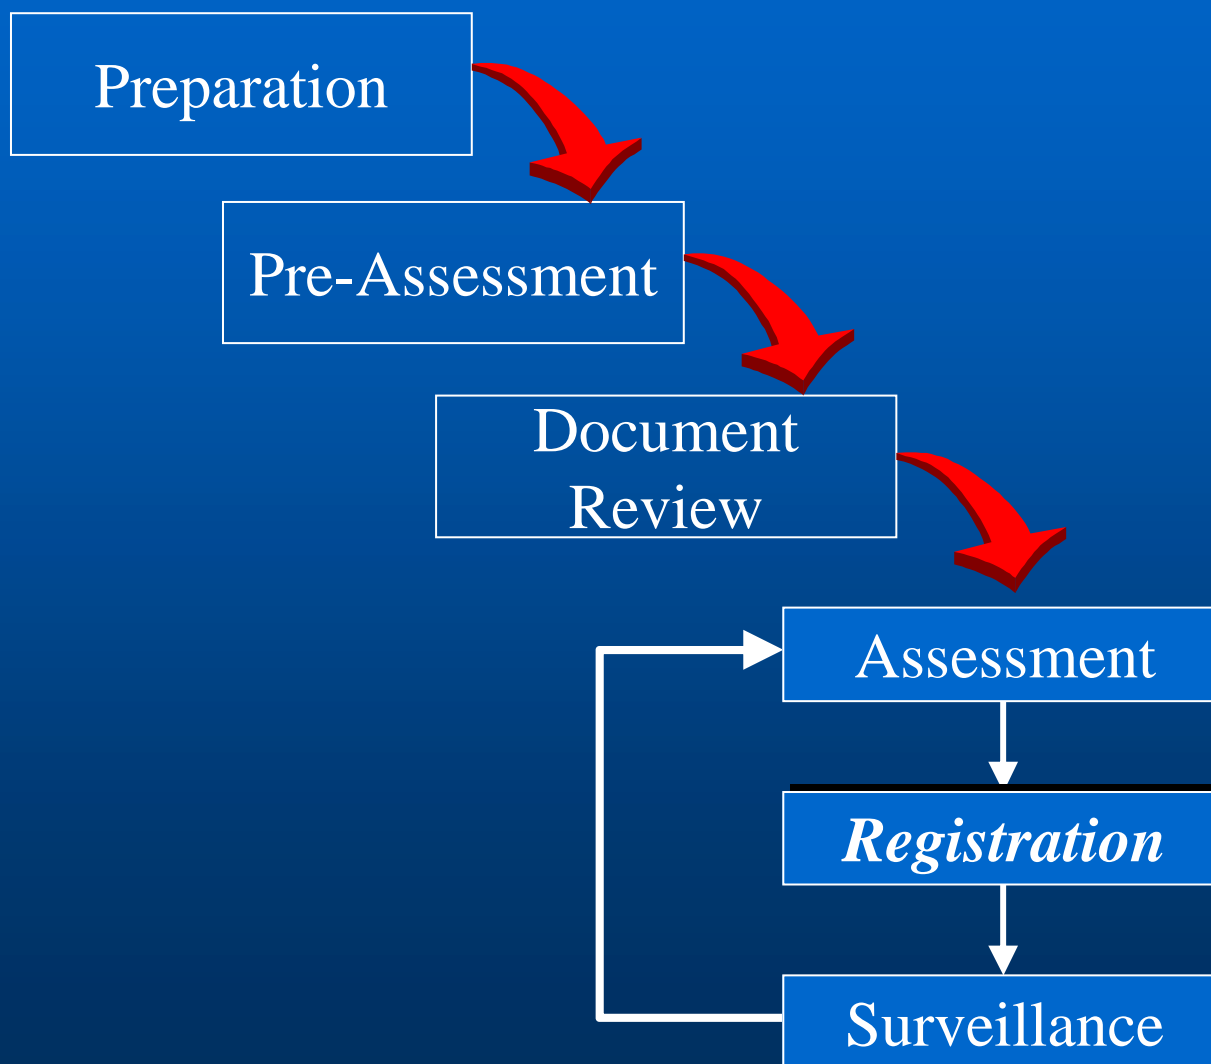 Preparation
Pre-Assessment
Document
Review
Assessment
Registration
Surveillance